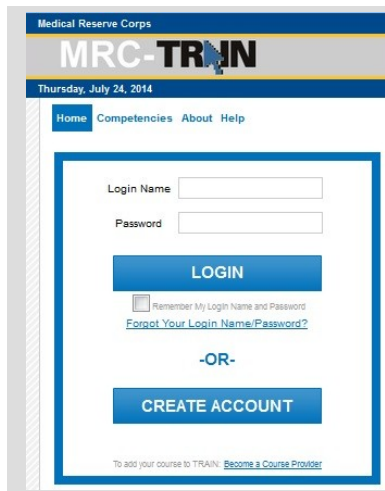 Medical Reserve Corps
MRC-TRAIN
Thursday, July 24, 2014
Home Competencies About Help
Login Name
Password
LOGIN
Remember My Login Name and Password
Forgot Your Login Name/Password?
-OR-
CREATE ACCOUNT
To add your course to TRAIN: Become a Course Provider